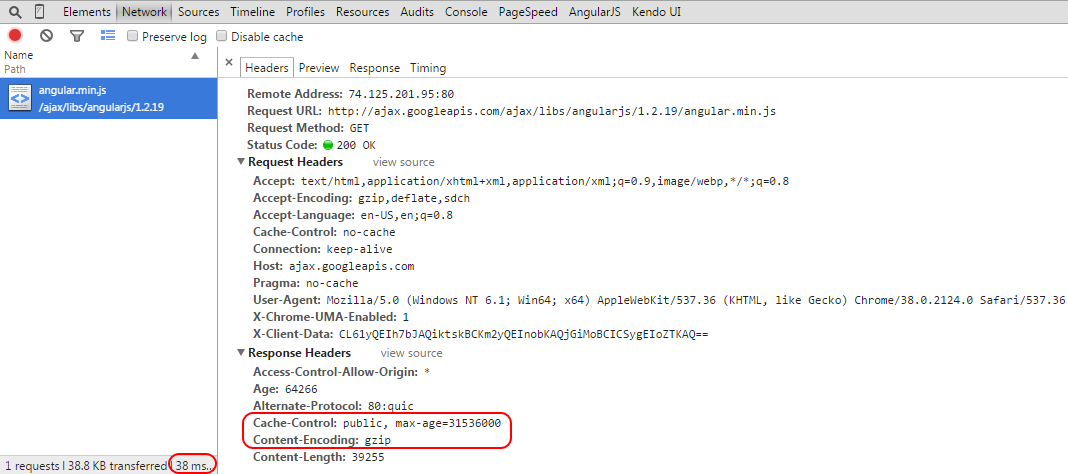 Elements Network Sources Timeline Profiles Resources Audits Console PageSpeed AngularJS Kendo UI
Preserve log Disable cache
Name
Path
angular.min.js
/ajax/libs/angularjs/1.2.19
1 requests I 38.8 KB transferred I 38 ms...
× Headers Preview Response Timing
Remote Address: 74.125.201.95:80
Request URL: http://ajax.googleapis.com/ajax/libs/angularjs/1.2.19/angular.min.js
Request Method: GET
Status Code: 200 OK
Request Headers view source
Accept: text/html,application/xhtml+xml,application/xml;q=0.9,image/webp,*/*;q=0.8
Accept-Encoding: gzip,deflate,sdch
Accept-Language: en-US,en;q=0.8
Cache-Control: no-cache
Connection: keep-alive
Host: ajax.googleapis.com
Pragma: no-cache
User-Agent: Mozilla/5.0 (Windows NT 6.1; Win64; x64) AppleWebKit/537.36 (KHTML, like Gecko) Chrome/38.0.2124.0 Safari/537.36
X-Chrome-UMA-Enabled: 1
X-Client-Data: CL61yQEIh7bJAQiktskBCKm2yQEInobKAQjGiMoBCICSygEIoZTKAQ==
Response Headers view source
Access-Control-Allow-Origin: *
Age: 64266
Alternate-Protocol: 80:quic
Cache-Control: public, max-age=31536000
Content-Encoding: gzip
Content-Length: 39255